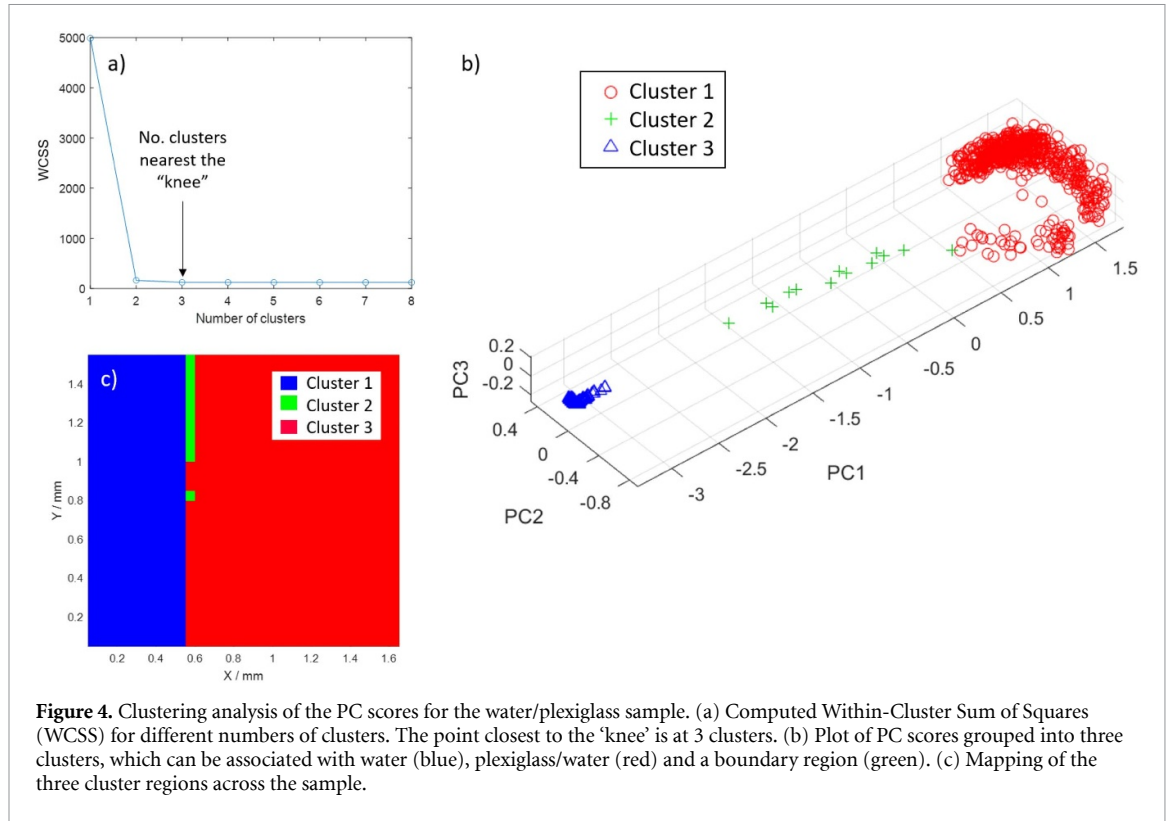 a)
5000
4000
3000
2000
1000
0
WCSS
No. clusters
nearest the
“knee”
1 2 3 4 5 6 7 8
Number of clusters
b)
Cluster 1
Cluster 2
Cluster 3
0.2
0
-0.2
PC3
0.4
0
-0.4
-0.8
PC2
-3
-2.5
-2
-1.5
-1
-0.5
0
0.5
1
1.5
PC1
c)
Cluster 1
Cluster 2
Cluster 3
1.4
1.2
1
0.8
0.6
0.4
0.2
Y / mm
0.2 0.4 0.6 0.8 1 1.2 1.4 1.6
X / mm
Figure 4. Clustering analysis of the PC scores for the water/plexiglass sample. (a) Computed Within-Cluster Sum of Squares
(WCSS) for different numbers of clusters. The point closest to the ‘knee’ is at 3 clusters. (b) Plot of PC scores grouped into three
clusters, which can be associated with water (blue), plexiglass/water (red) and a boundary region (green). (c) Mapping of the
three cluster regions across the sample.